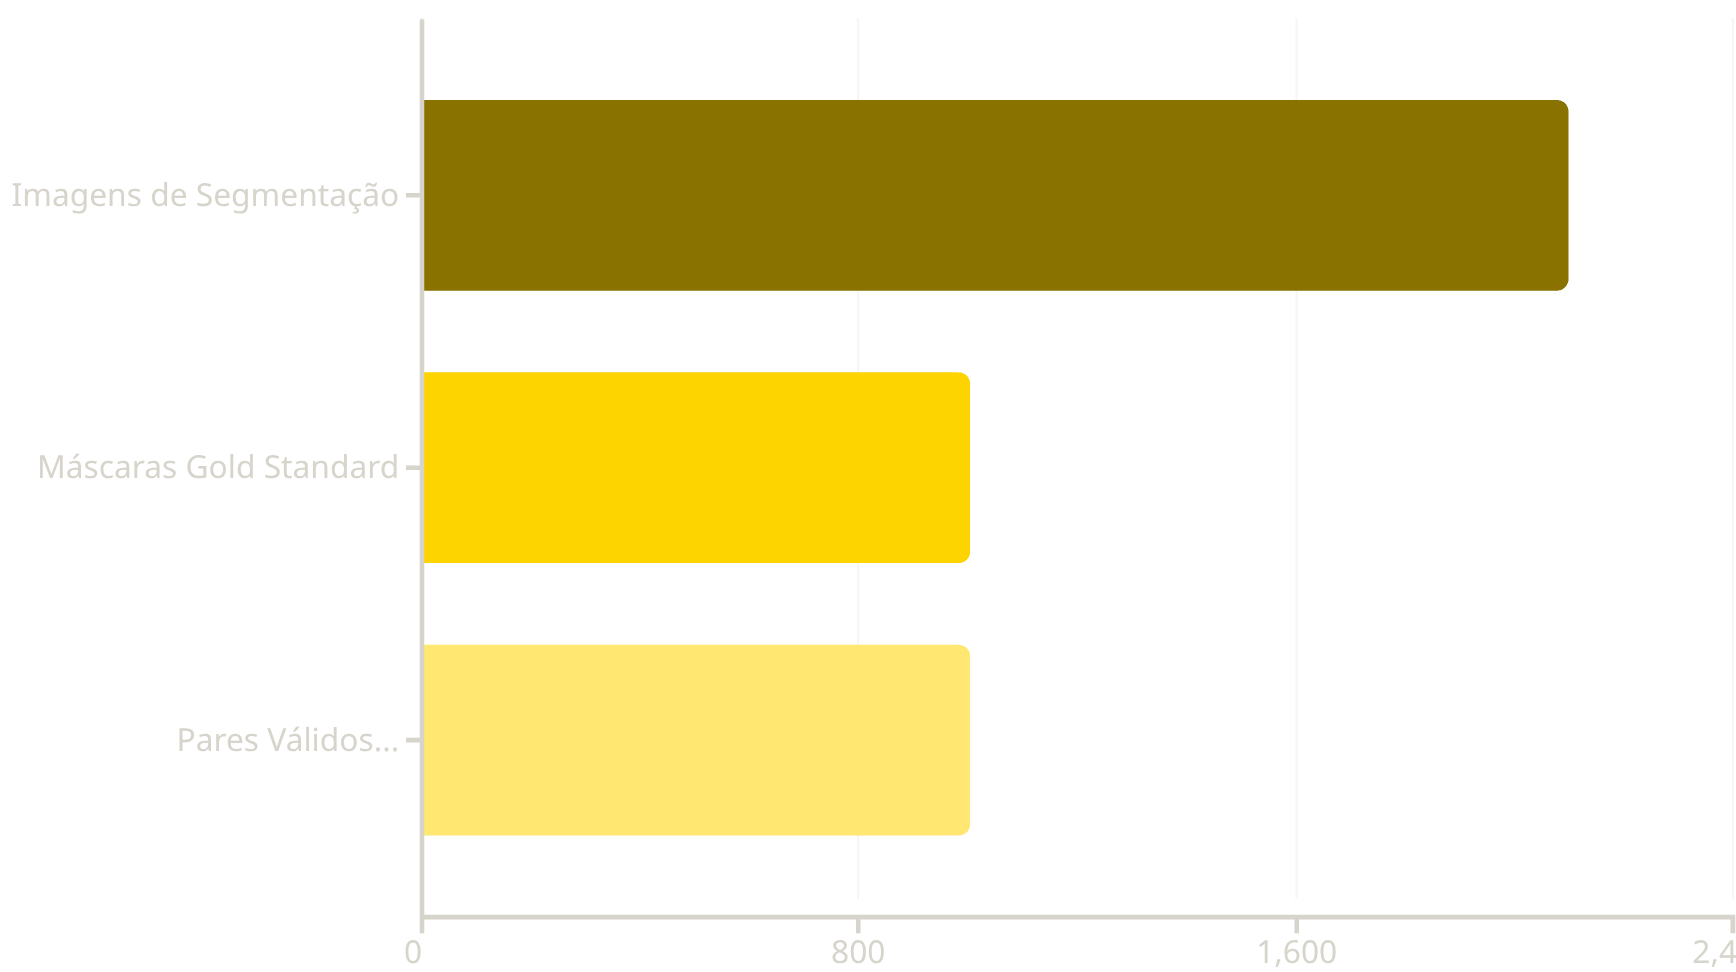 Imagens de Segmentação
Máscaras Gold Standard
Pares Válidos...
0
800
1,600
2,4